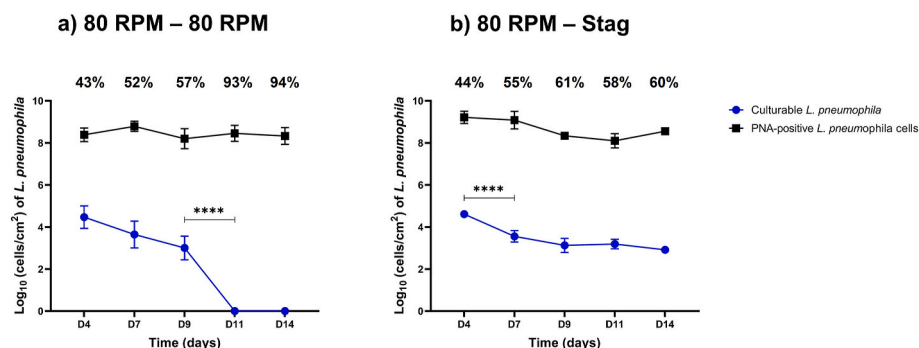 a) 80 RPM – 80 RPM
43% 52% 57% 93% 94%
10
8
6
4
2
0
Log10 (cells/cm2) of L. pneumophila
****
D4 D7 D9 D11 D14
Time (days)
b) 80 RPM – Stag
44% 55% 61% 58% 60%
10
8
6
4
2
0
Log10 (cells/cm2) of L. pneumophila
****
D4 D7 D9 D11 D14
Time (days)
Culturable L. pneumophila
PNA-positive L. pneumophila cells